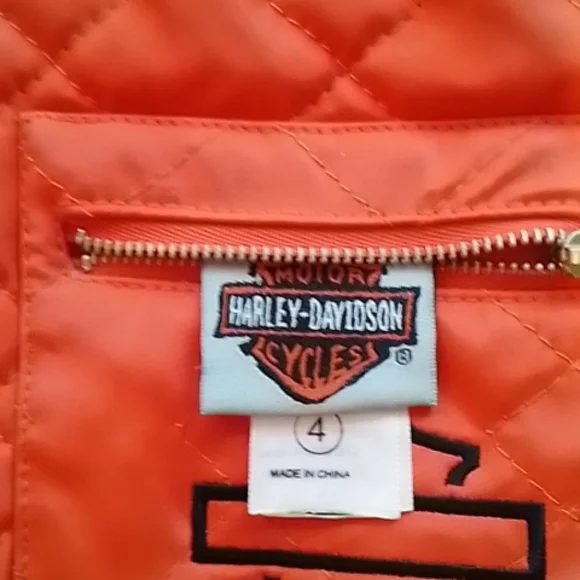 MOTOR
HARLEY-DAVIDSON
CYCLES
®
4
MADE IN CHINA